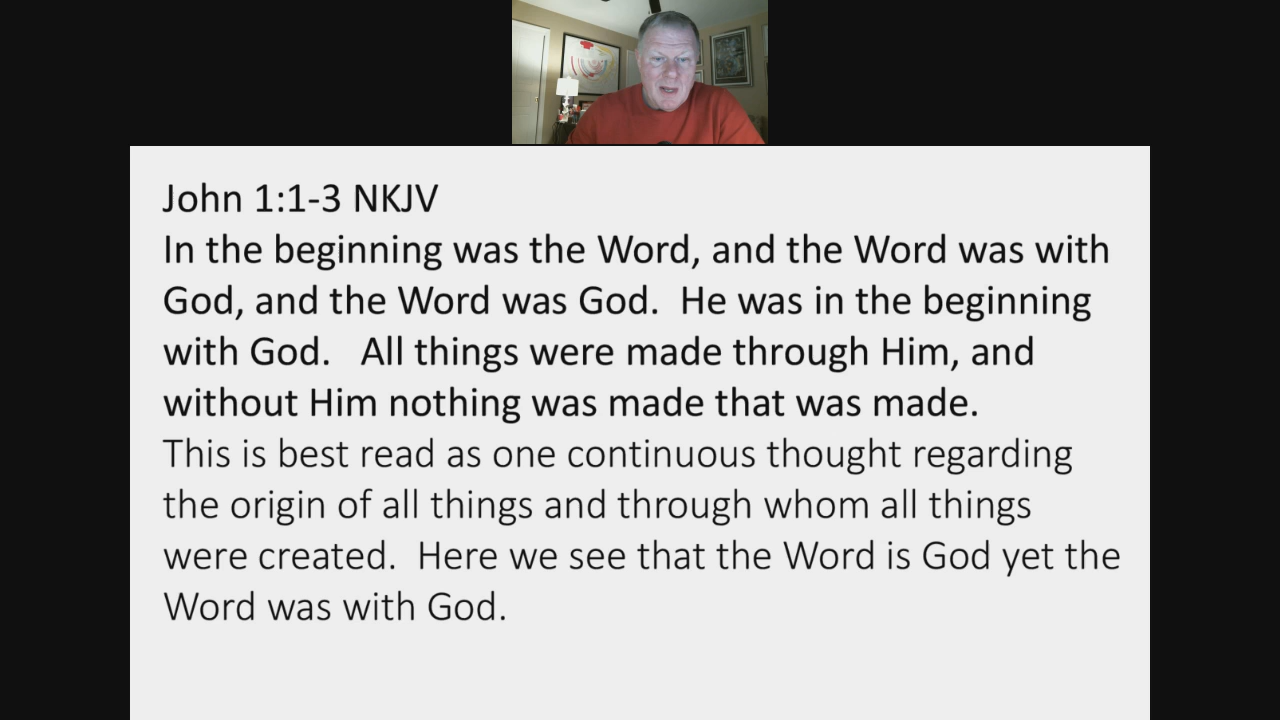 John 1:1-3 NKJV
In the beginning was the Word, and the Word was with
God, and the Word was God.  He was in the beginning
with God.   All things were made through Him, and
without Him nothing was made that was made.
This is best read as one continuous thought regarding
the origin of all things and through whom all things
were created.  Here we see that the Word is God yet the
Word was with God.